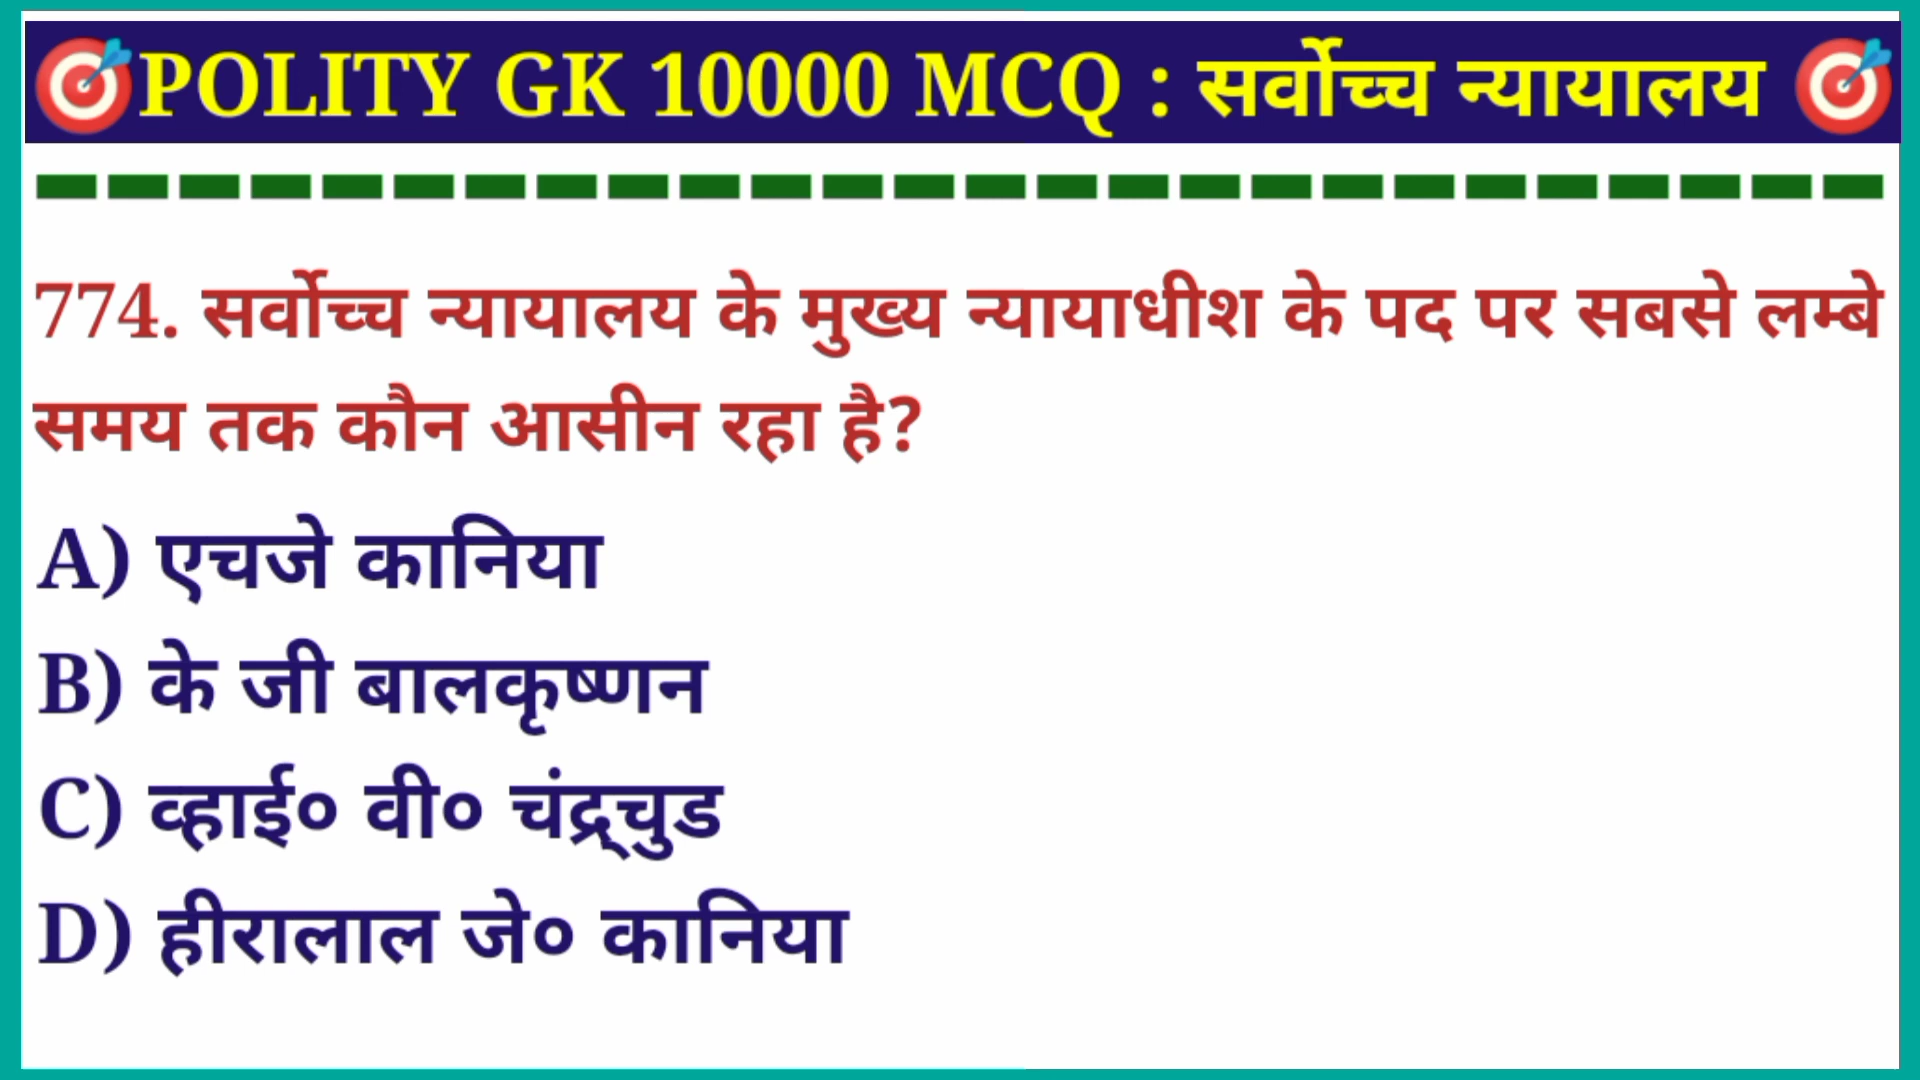 🎯POLITY GK 10000 MCQ : सर्वोच्च न्यायालय 🎯
774. सर्वोच्च न्यायालय के मुख्य न्यायाधीश के पद पर सबसे लम्बे
समय तक कौन आसीन रहा है?
A) एचजे कानिया
B) के जी बालकृष्णन
C) व्हाई० वी० चंद्र्चुड
D) हीरालाल जे० कानिया